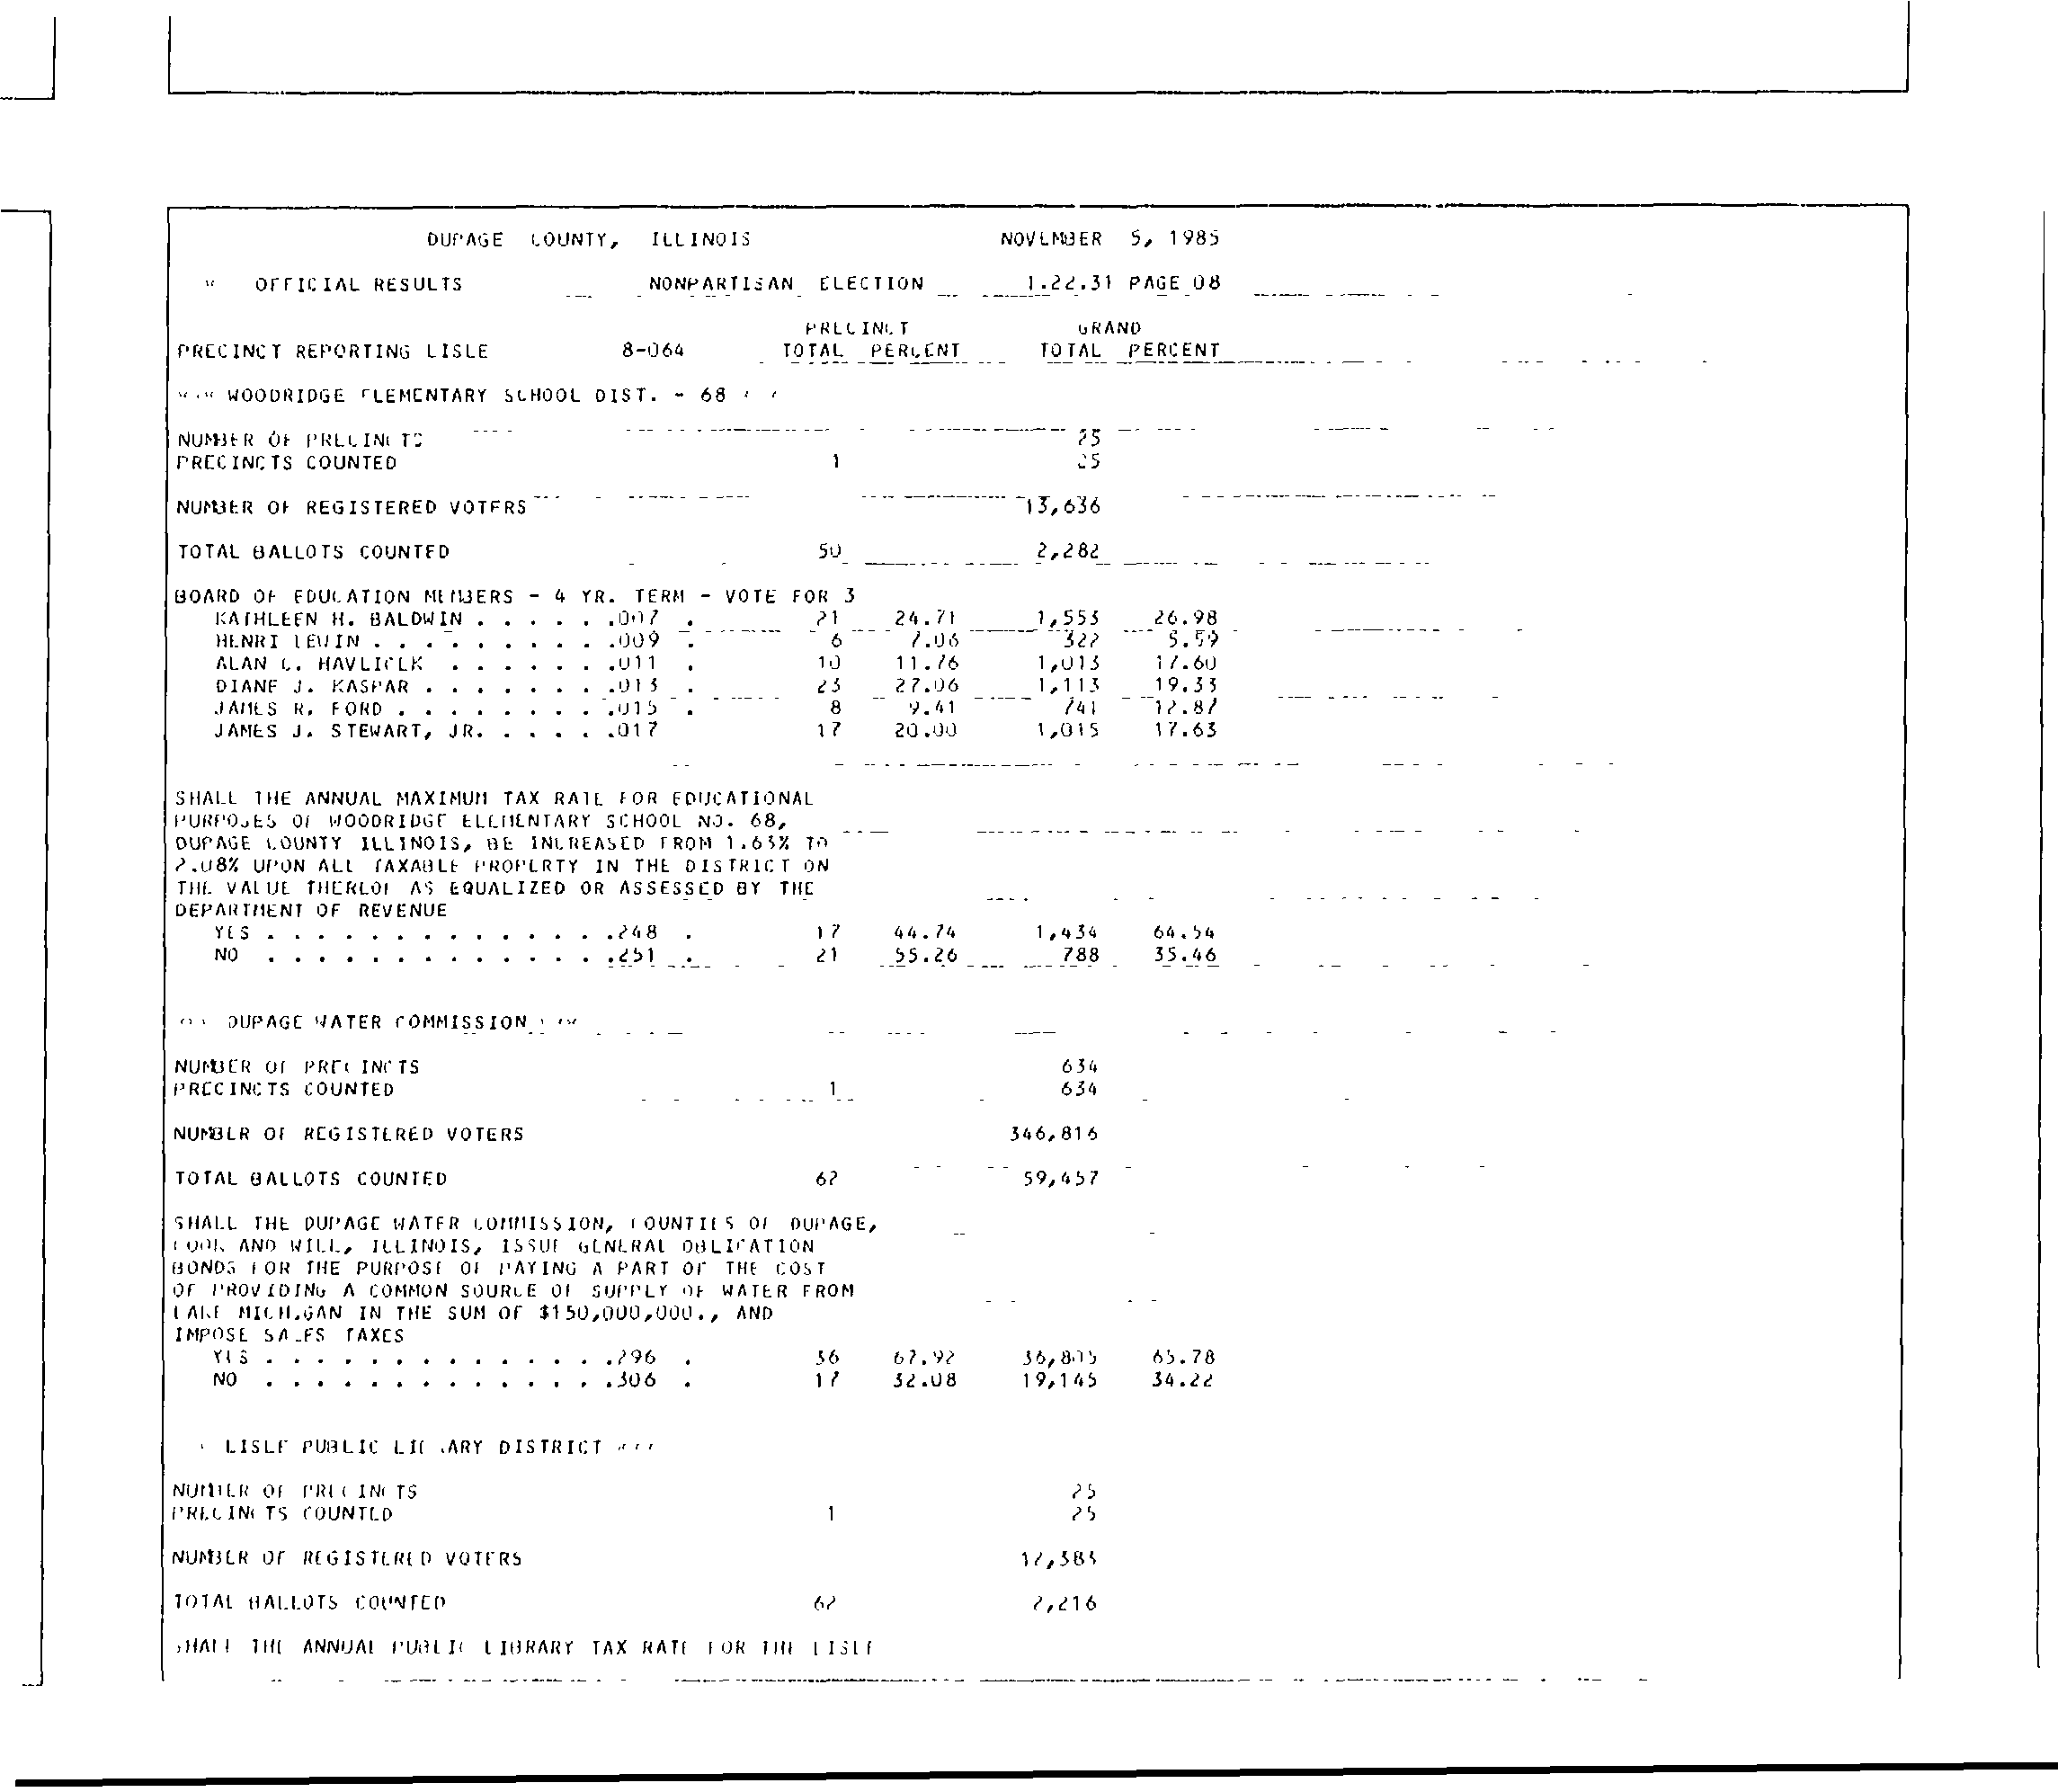 DUPAGE COUNTY, ILLINOIS NOVEMBER 5, 1985
OFFICIAL RESULTS NONPARTISAN ELECTION 1.22.31 PAGE 08
PRECINCT GRAND
PRECINCT REPORTING LISLE 8-064 TOTAL PERCENT TOTAL PERCENT
WOODRIDGE ELEMENTARY SCHOOL DIST. - 68
NUMBER OF PRECINCTS 25
PRECINCTS COUNTED 1 25
NUMBER OF REGISTERED VOTERS 13,636
TOTAL BALLOTS COUNTED 50 2,282
BOARD OF EDUCATION MEMBERS - 4 YR. TERM - VOTE FOR 3
KATHLEEN H. BALDWIN . . . . . .007 . 21 24.71 1,553 26.98
HENRI LEVIN . . . . . . . . . .009 . 6 7.06 322 5.59
ALAN C. HAVLICEK . . . . . . .011 . 10 11.76 1,013 17.60
DIANE J. KASPAR . . . . . . . .013 . 23 27.06 1,113 19.33
JAMES R. FORD . . . . . . . . .015 . 8 9.41 741 12.87
JAMES J. STEWART, JR. . . . . .017 17 20.00 1,015 17.63
SHALL THE ANNUAL MAXIMUM TAX RATE FOR EDUCATIONAL
PURPOSES OF WOODRIDGE ELEMENTARY SCHOOL NO. 68,
DUPAGE COUNTY ILLINOIS, BE INCREASED FROM 1.63% TO
2.08% UPON ALL TAXABLE PROPERTY IN THE DISTRICT ON
THE VALUE THEREOF AS EQUALIZED OR ASSESSED BY THE
DEPARTMENT OF REVENUE
YES . . . . . . . . . . . . . .248 . 17 44.74 1,434 64.54
NO . . . . . . . . . . . . . .251 . 21 55.26 788 35.46
DUPAGE WATER COMMISSION
NUMBER OF PRECINCTS 634
PRECINCTS COUNTED 1 634
NUMBER OF REGISTERED VOTERS 346,816
TOTAL BALLOTS COUNTED 62 59,457
SHALL THE DUPAGE WATER COMMISSION, COUNTIES OF DUPAGE,
COOK AND WILL, ILLINOIS, ISSUE GENERAL OBLIGATION
BONDS FOR THE PURPOSE OF PAYING A PART OF THE COST
OF PROVIDING A COMMON SOURCE OF SUPPLY OF WATER FROM
LAKE MICHIGAN IN THE SUM OF $150,000,000., AND
IMPOSE SALES TAXES
YES . . . . . . . . . . . . . .296 . 36 67.92 36,805 65.78
NO . . . . . . . . . . . . . .306 . 17 32.08 19,145 34.22
LISLE PUBLIC LIBRARY DISTRICT
NUMBER OF PRECINCTS 25
PRECINCTS COUNTED 1 25
NUMBER OF REGISTERED VOTERS 12,383
TOTAL BALLOTS COUNTED 62 2,216
SHALL THE ANNUAL PUBLIC LIBRARY TAX RATE FOR THE LISLE